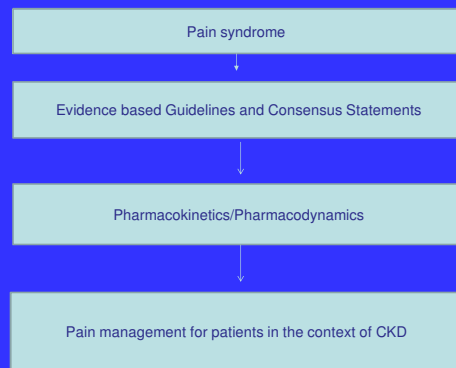 Pain syndrome
Evidence based Guidelines and Consensus Statements
Pharmacokinetics/Pharmacodynamics
Pain management for patients in the context of CKD